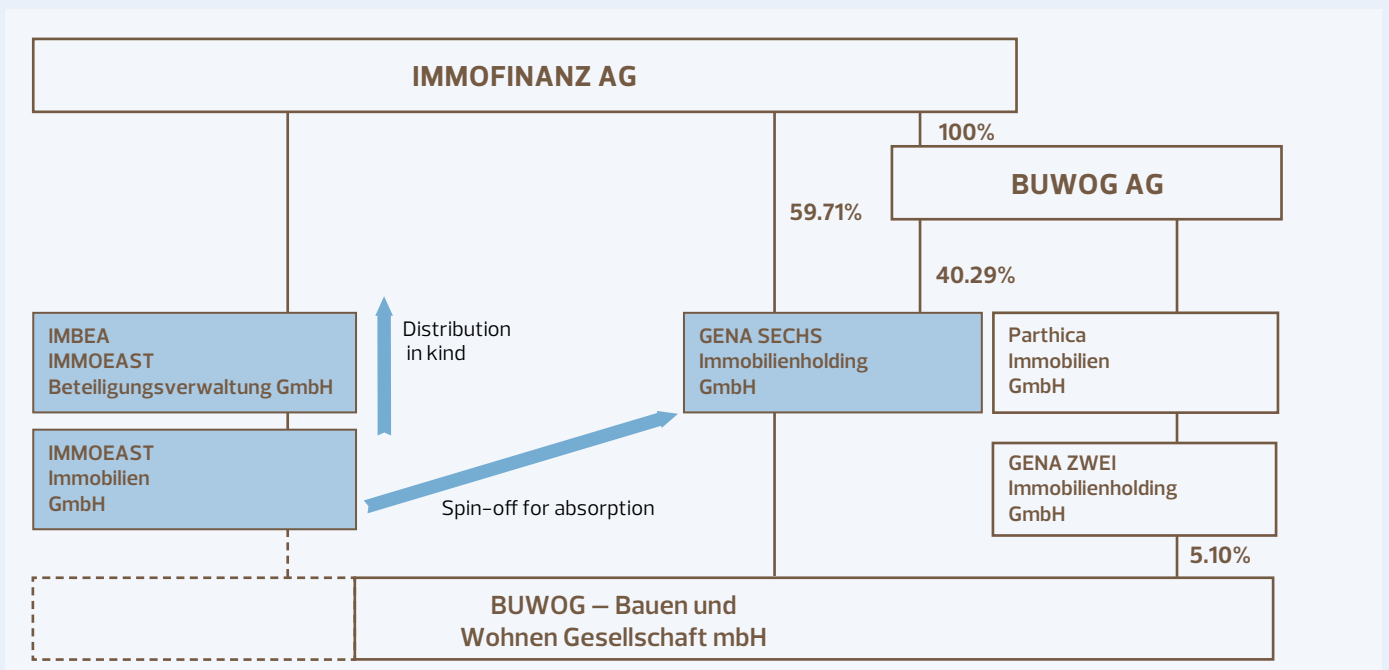 IMMOFINANZ AG
100%
BUWOG AG
59.71%
40.29%
IMBEA
IMMOEAST
Beteiligungsverwaltung GmbH
Distribution
in kind
GENA SECHS
Immobilienholding
GmbH
Parthica
Immobilien
GmbH
IMMOEAST
Immobilien
GmbH
Spin-off for absorption
GENA ZWEI
Immobilienholding
GmbH
5.10%
BUWOG – Bauen und
Wohnen Gesellschaft mbH